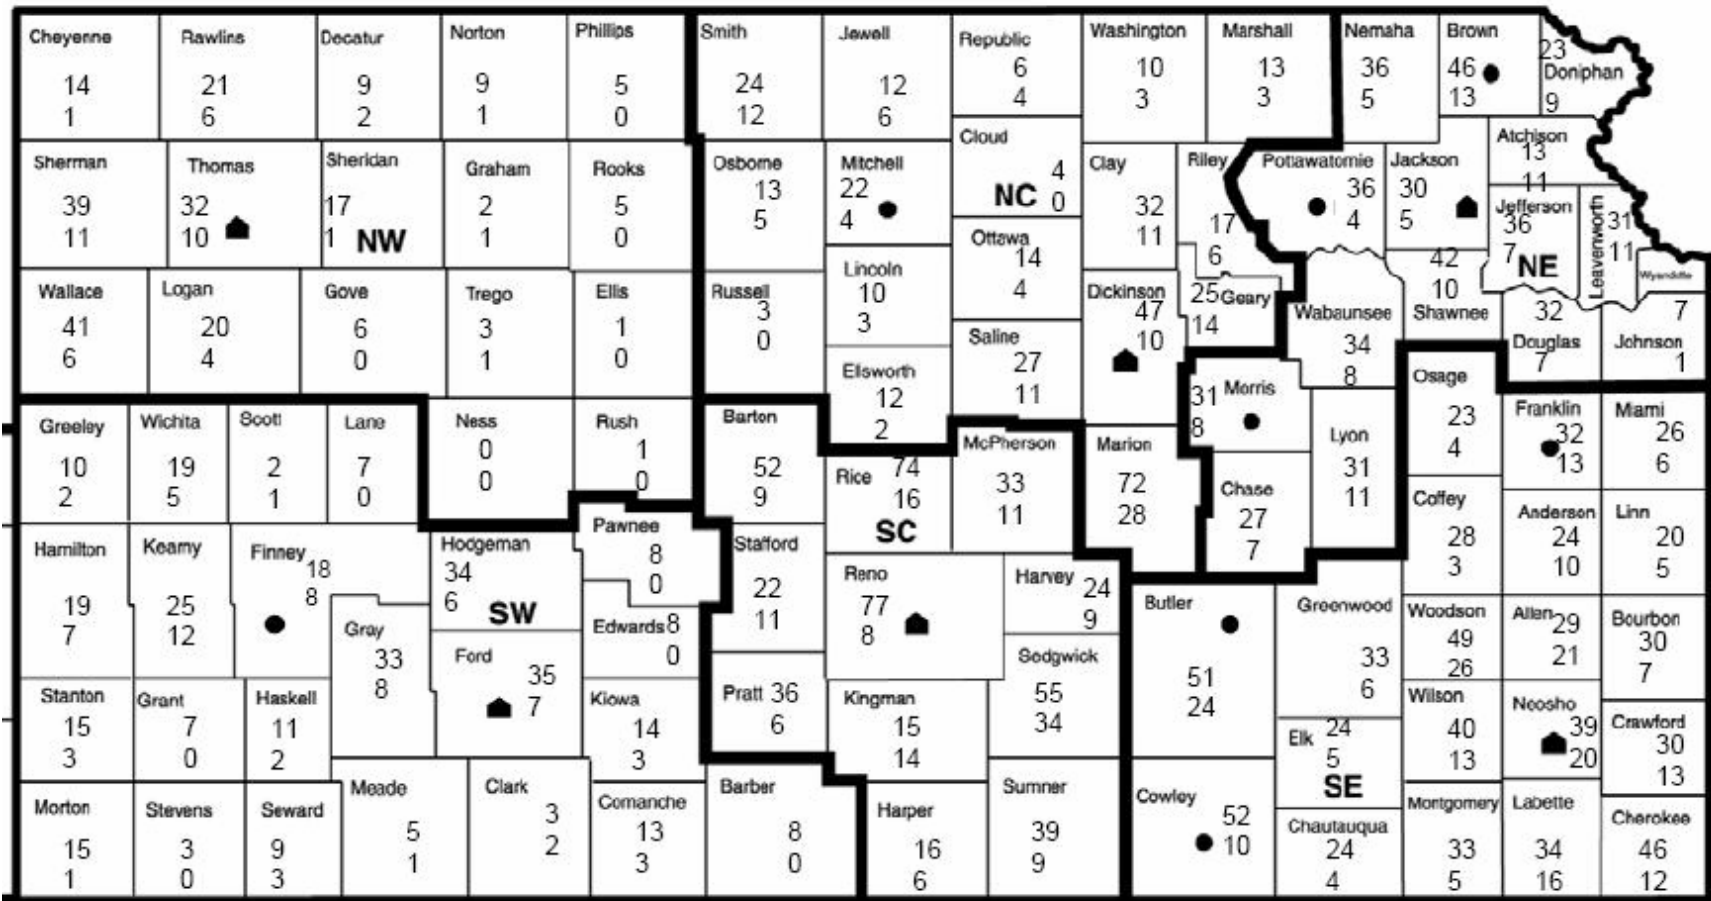 Cheyenne
14
1
Rawlins
21
6
Decatur
9
2
Norton
9
1
Phillips
5
0
Smith
24
12
Jewell
12
6
Republic
6
4
Washington
10
3
Marshall
13
3
Nemaha
36
5
Brown
46
13
23
Doniphan
9
Sherman
39
11
Thomas
32
10
Sheridan
17
1
NW
Graham
2
1
Rooks
5
0
Osborne
13
5
Mitchell
22
4
Cloud
4
0
NC
Clay
32
11
Riley
17
6
Pottawatomie
36
4
Jackson
30
5
Atchison
13
11
Jefferson
36
7
NE
Leavenworth
31
11
Wyandotte
Wallace
41
6
Logan
20
4
Gove
6
0
Trego
3
1
Ellis
1
0
Russell
3
0
Lincoln
10
3
Ottawa
14
4
Saline
27
11
Dickinson
47
10
25
Geary
14
Wabaunsee
34
8
42
10
Shawnee
32
Douglas
7
7
Johnson
1
Ellsworth
12
2
Greeley
10
2
Wichita
19
5
Scott
2
1
Lane
7
0
Ness
0
0
Rush
1
0
Barton
52
9
Rice
74
16
SC
McPherson
33
11
Marion
72
28
31
Morris
8
Chase
27
7
Lyon
31
11
Osage
23
4
Franklin
32
13
Miami
26
6
Hamilton
19
7
Kearny
25
12
Finney
18
8
Hodgeman
34
6
SW
Pawnee
8
0
Stafford
22
11
Reno
77
8
Harvey
24
9
Coffey
28
3
Anderson
24
10
Linn
20
5
Gray
33
8
Ford
35
7
Edwards
8
0
Butler
51
24
Greenwood
33
6
Woodson
49
26
Allen
29
21
Bourbon
30
7
Stanton
15
3
Grant
7
0
Haskell
11
2
Kiowa
14
3
Pratt
36
6
Kingman
15
14
Sedgwick
55
34
Elk
24
5
SE
Wilson
40
13
Neosho
39
20
Crawford
30
13
Morton
15
1
Stevens
3
0
Seward
9
3
Meade
5
1
Clark
3
2
Comanche
13
3
Barber
8
0
Harper
16
6
Sumner
39
9
Cowley
52
10
Chautauqua
24
4
Montgomery
33
5
Labette
34
16
Cherokee
46
12